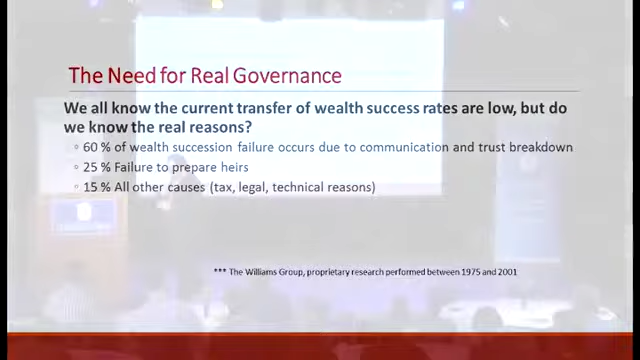 The Need for Real Governance
We all know the current transfer of wealth success rates are low, but do
we know the real reasons?
◦ 60 % of wealth succession failure occurs due to communication and trust breakdown
◦ 25 % Failure to prepare heirs
◦ 15 % All other causes (tax, legal, technical reasons)
*** The Williams Group, proprietary research performed between 1975 and 2001